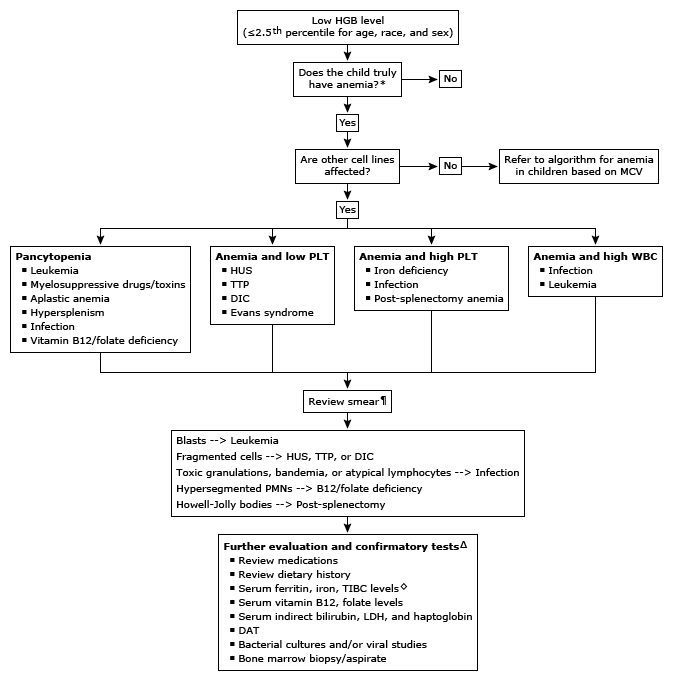 Low HGB level
(≤2.5th percentile for age, race, and sex)
Does the child truly
have anemia?*
No
Yes
Are other cell lines
affected?
No
Refer to algorithm for anemia
in children based on MCV
Yes
Pancytopenia
▪ Leukemia
▪ Myelosuppressive drugs/toxins
▪ Aplastic anemia
▪ Hypersplenism
▪ Infection
▪ Vitamin B12/folate deficiency
Anemia and low PLT
▪ HUS
▪ TTP
▪ DIC
▪ Evans syndrome
Anemia and high PLT
▪ Iron deficiency
▪ Infection
▪ Post-splenectomy anemia
Anemia and high WBC
▪ Infection
▪ Leukemia
Review smear¶
Blasts --> Leukemia
Fragmented cells --> HUS, TTP, or DIC
Toxic granulations, bandemia, or atypical lymphocytes --> Infection
Hypersegmented PMNs --> B12/folate deficiency
Howell-Jolly bodies --> Post-splenectomy
Further evaluation and confirmatory testsΔ
▪ Review medications
▪ Review dietary history
▪ Serum ferritin, iron, TIBC levels◇
▪ Serum vitamin B12, folate levels
▪ Serum indirect bilirubin, LDH, and haptoglobin
▪ DAT
▪ Bacterial cultures and/or viral studies
▪ Bone marrow biopsy/aspirate